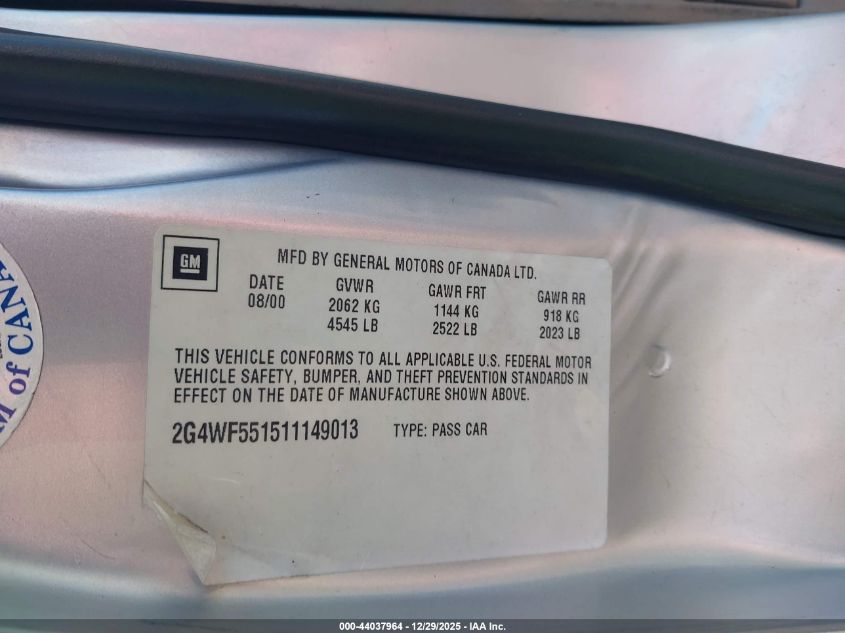 GM
MFD BY GENERAL MOTORS OF CANADA LTD.
DATE GVWR GAWR FRT GAWR RR
08/00 2062 KG 1144 KG 918 KG
4545 LB 2522 LB 2023 LB
THIS VEHICLE CONFORMS TO ALL APPLICABLE U.S. FEDERAL MOTOR
VEHICLE SAFETY, BUMPER, AND THEFT PREVENTION STANDARDS IN
EFFECT ON THE DATE OF MANUFACTURE SHOWN ABOVE.
2G4WF551511149013 TYPE: PASS CAR
of CANA
000-44037964 - 12/29/2025 - IAA Inc.